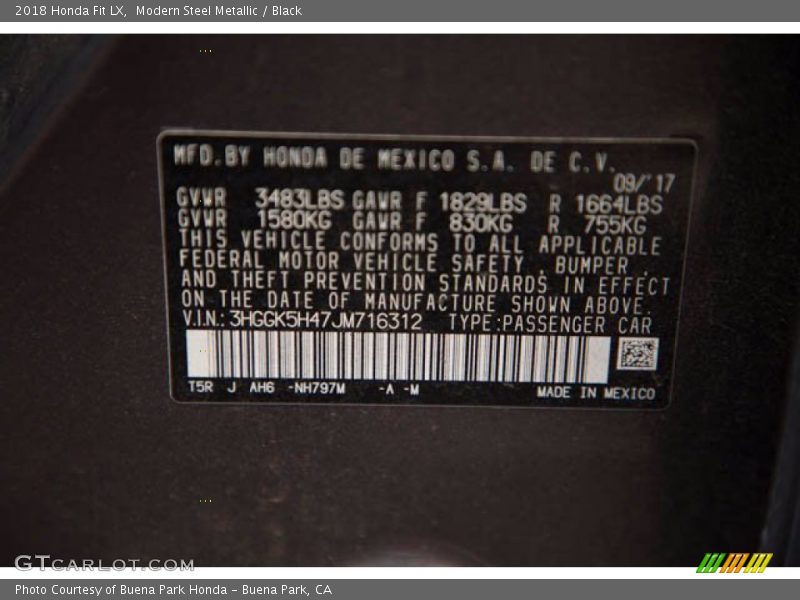 2018 Honda Fit LX,  Modern Steel Metallic / Black
MFD.BY HONDA DE MEXICO S.A. DE C.V.
09/'17
GVWR 3483LBS GAWR F 1829LBS R 1664LBS
GVWR 1580KG GAWR F 830KG R 755KG
THIS VEHICLE CONFORMS TO ALL APPLICABLE
FEDERAL MOTOR VEHICLE SAFETY , BUMPER ,
AND THEFT PREVENTION STANDARDS IN EFFECT
ON THE DATE OF MANUFACTURE SHOWN ABOVE.
V.I.N.: 3HGGK5H47JM716312 TYPE:PASSENGER CAR
T5R J AH6 -NH797M -A -M MADE IN MEXICO
GTCARLOT.COM
Photo Courtesy of Buena Park Honda – Buena Park, CA